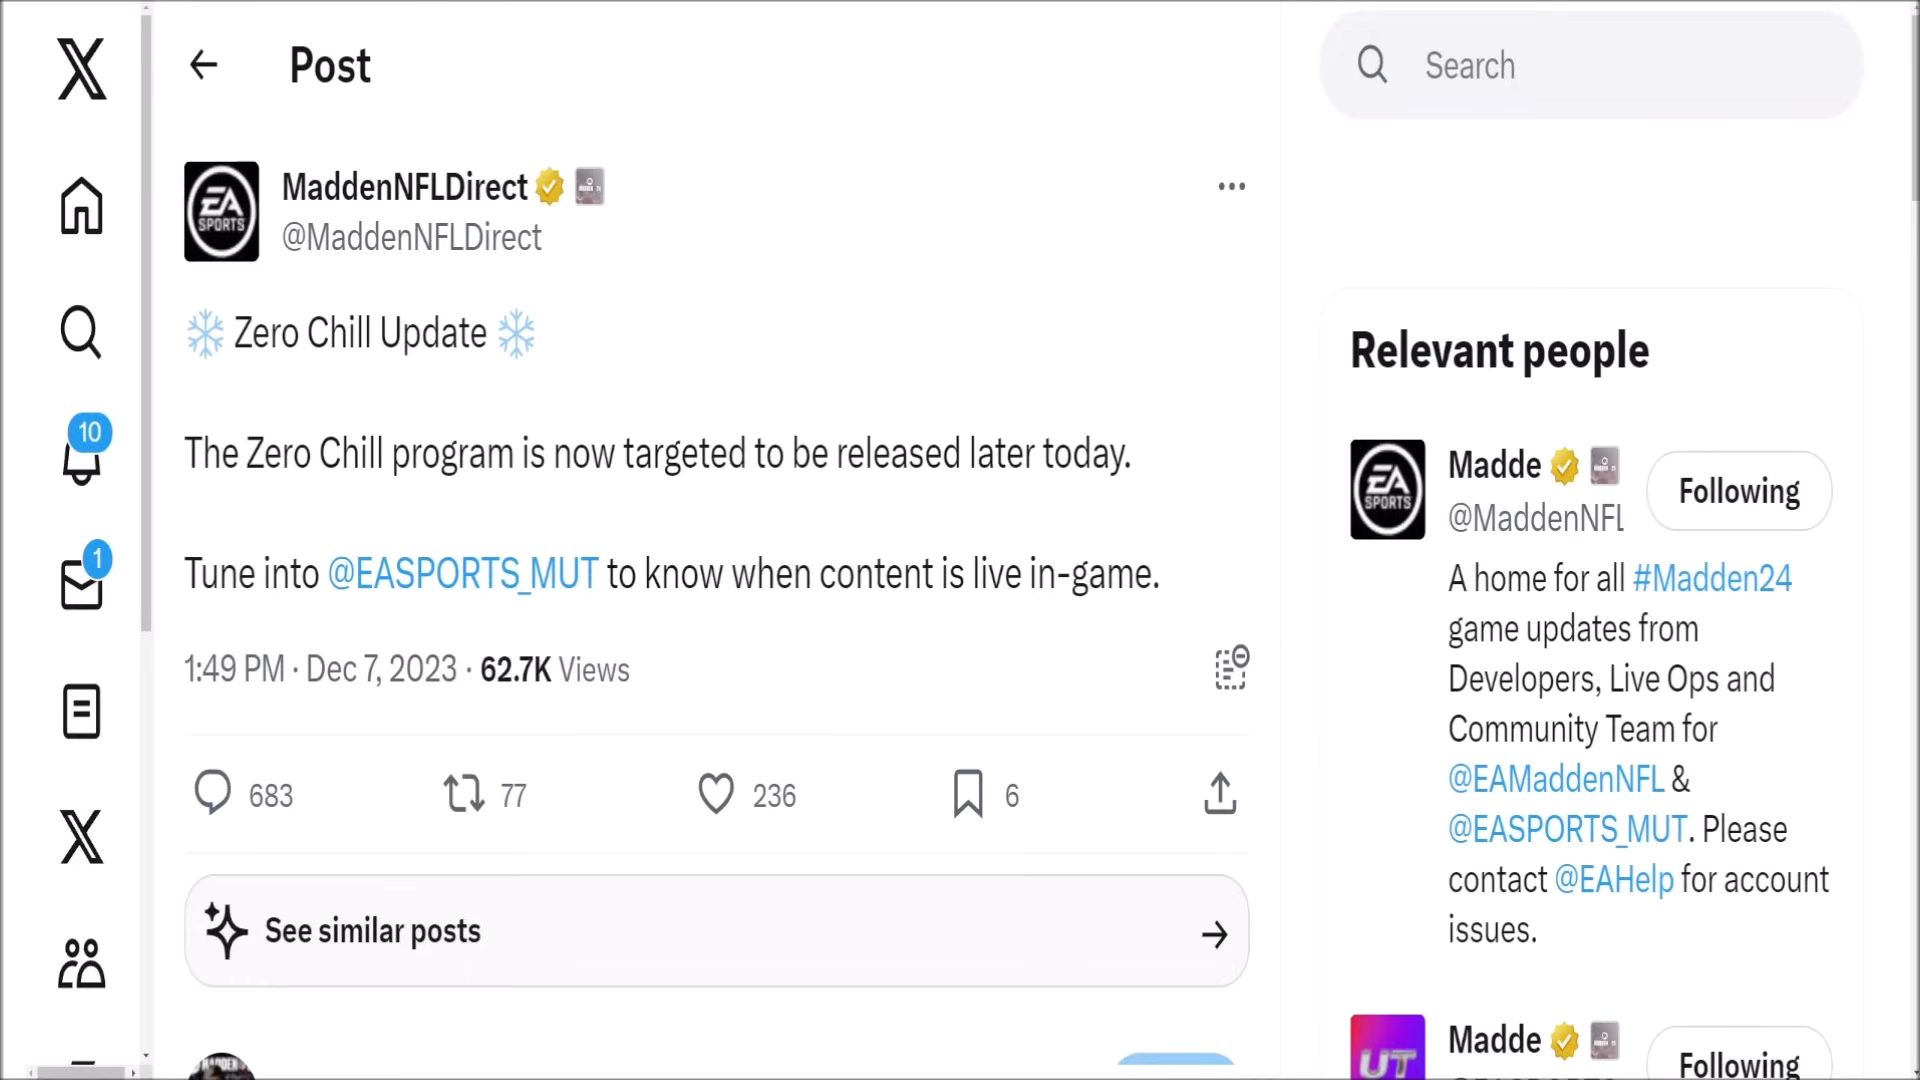 Post
Search
MaddenNFLDirect
@MaddenNFLDirect
EA
SPORTS
❄️ Zero Chill Update ❄️
The Zero Chill program is now targeted to be released later today.
Tune into @EASPORTS_MUT to know when content is live in-game.
1:49 PM · Dec 7, 2023 · 62.7K Views
683 77 236 6
See similar posts
10
1
Relevant people
EA
SPORTS
Madde
@MaddenNFL
Following
A home for all #Madden24
game updates from
Developers, Live Ops and
Community Team for
@EAMaddenNFL &
@EASPORTS_MUT. Please
contact @EAHelp for account
issues.
UT
Madde
Following